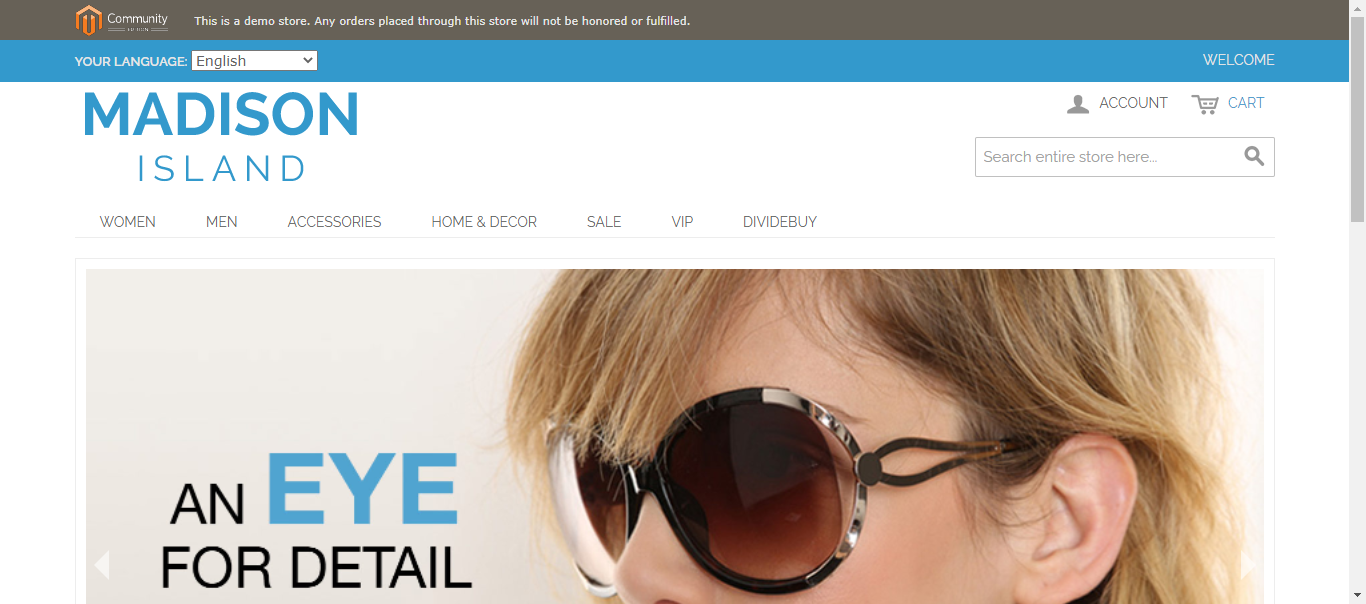 Community
This is a demo store. Any orders placed through this store will not be honored or fulfilled.
YOUR LANGUAGE: English
WELCOME
MADISON
ISLAND
ACCOUNT
CART
Search entire store here...
WOMEN MEN ACCESSORIES HOME & DECOR SALE VIP DIVIDEBUY
AN EYE
FOR DETAIL